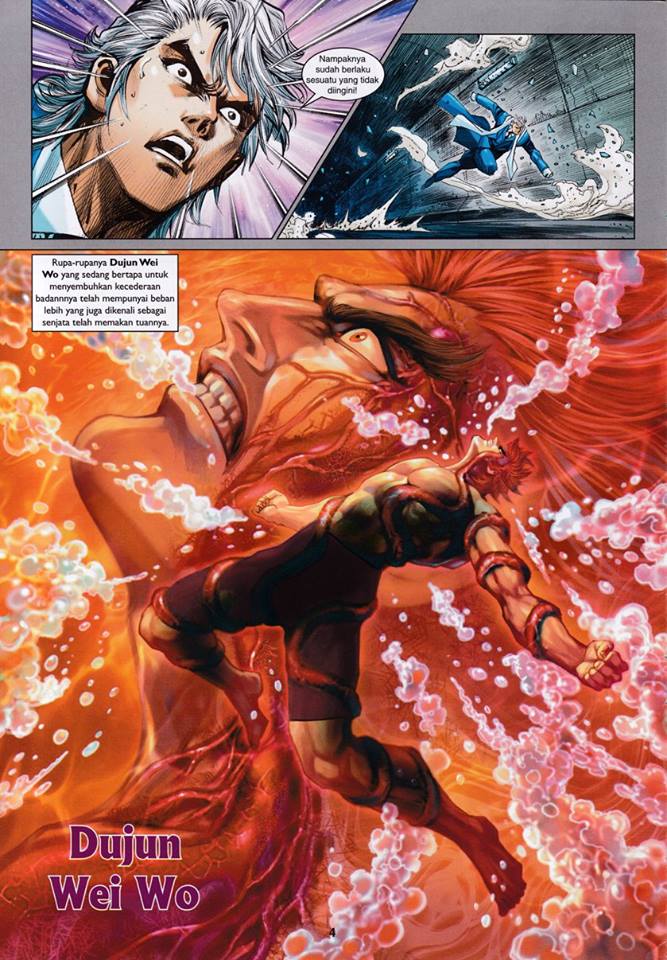 Nampaknya
sudah berlaku
sesuatu yang tidak
diingini!
Rupa-rupanya Dujun Wei
Wo yang sedang bertapa untuk
menyembuhkan kecederaan
badannnya telah mempunyai beban
lebih yang juga dikenali sebagai
senjata telah memakan tuannya.
Dujun
Wei Wo
4